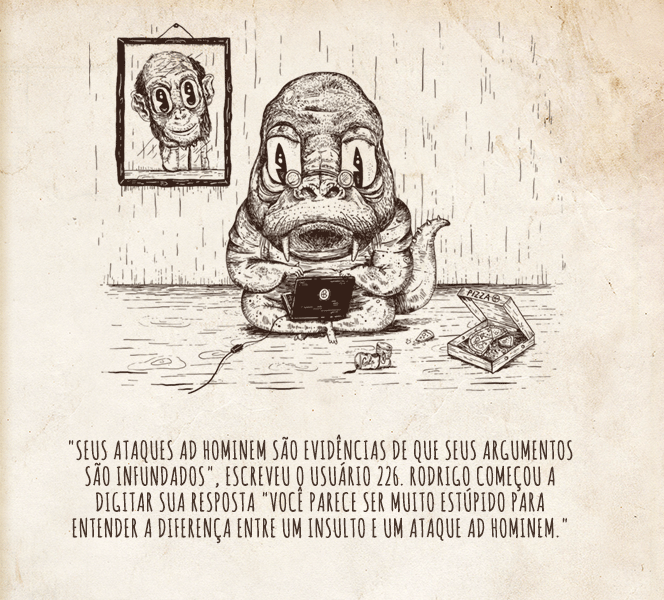 PIZZA
"SEUS ATAQUES AD HOMINEM SÃO EVIDÊNCIAS DE QUE SEUS ARGUMENTOS
SÃO INFUNDADOS", ESCREVEU O USUÁRIO 226. RODRIGO COMEÇOU A
DIGITAR SUA RESPOSTA "VOCÊ PARECE SER MUITO ESTÚPIDO PARA
ENTENDER A DIFERENÇA ENTRE UM INSULTO E UM ATAQUE AD HOMINEM."